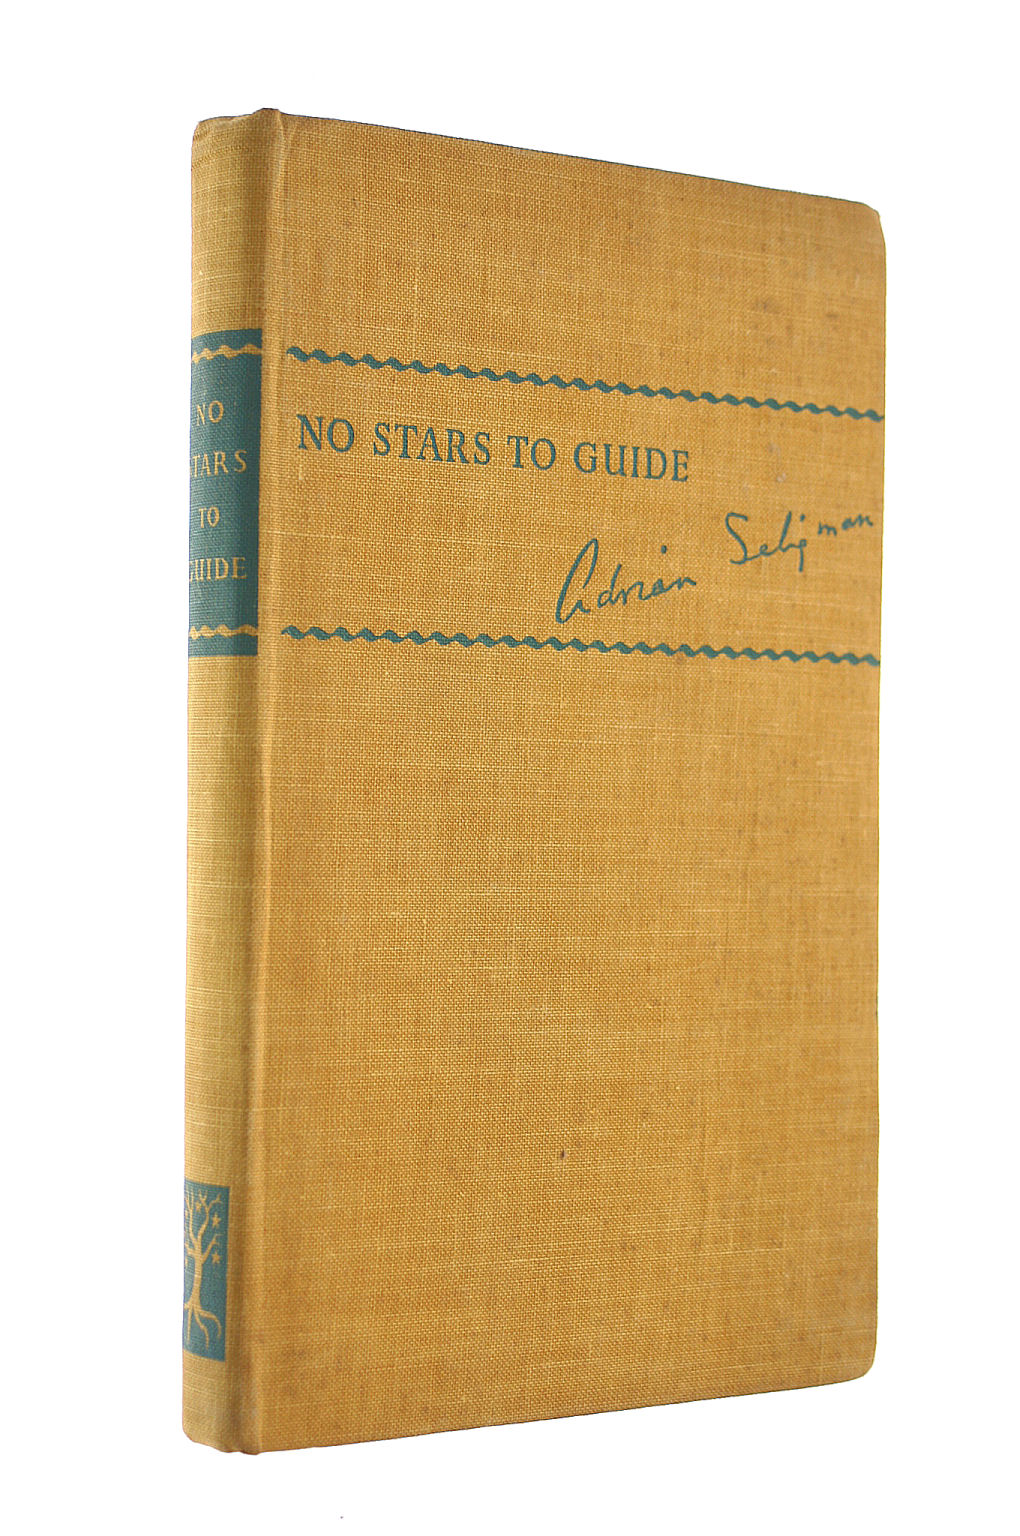 NO
STARS
TO
GUIDE
NO STARS TO GUIDE
Adrian Seligman